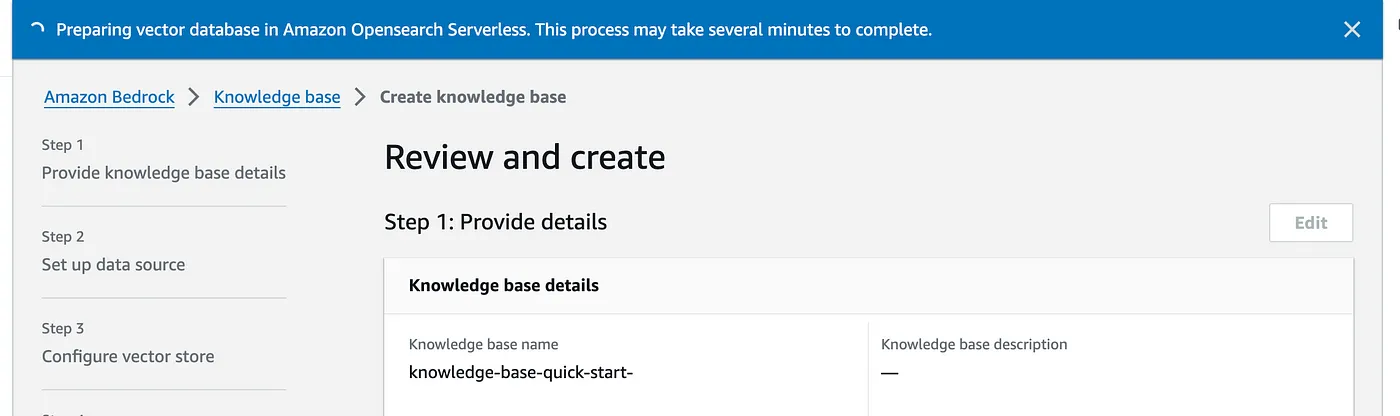 Preparing vector database in Amazon Opensearch Serverless. This process may take several minutes to complete.
Amazon Bedrock
Knowledge base
Create knowledge base
Step 1
Provide knowledge base details
Step 2
Set up data source
Step 3
Configure vector store
Review and create
Step 1: Provide details
Edit
Knowledge base details
Knowledge base name
knowledge-base-quick-start-
Knowledge base description
—